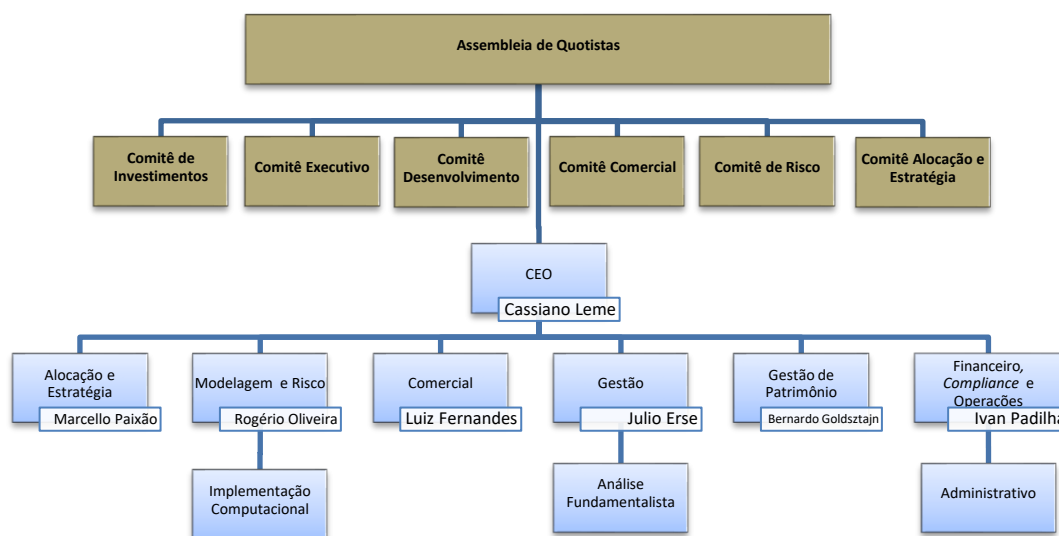 Assembleia de Quotistas
Comitê de
Investimentos
Comitê Executivo
Comitê
Desenvolvimento
Comitê Comercial
Comitê de Risco
Comitê Alocação e
Estratégia
CEO
Cassiano Leme
Alocação e
Estratégia
Marcello Paixão
Modelagem e Risco
Rogério Oliveira
Comercial
Luiz Fernandes
Gestão
Julio Erse
Gestão de
Patrimônio
Bernardo Goldsztajn
Financeiro,
Compliance e
Operações
Ivan Padilha
Implementação
Computacional
Análise
Fundamentalista
Administrativo